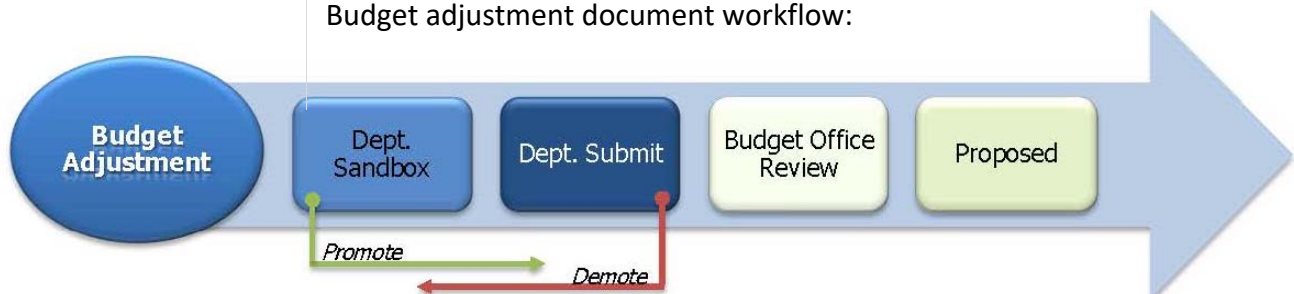 Budget adjustment document workflow:
Budget
Adjustment
Dept.
Sandbox
Dept. Submit
Budget Office
Review
Proposed
Promote
Demote